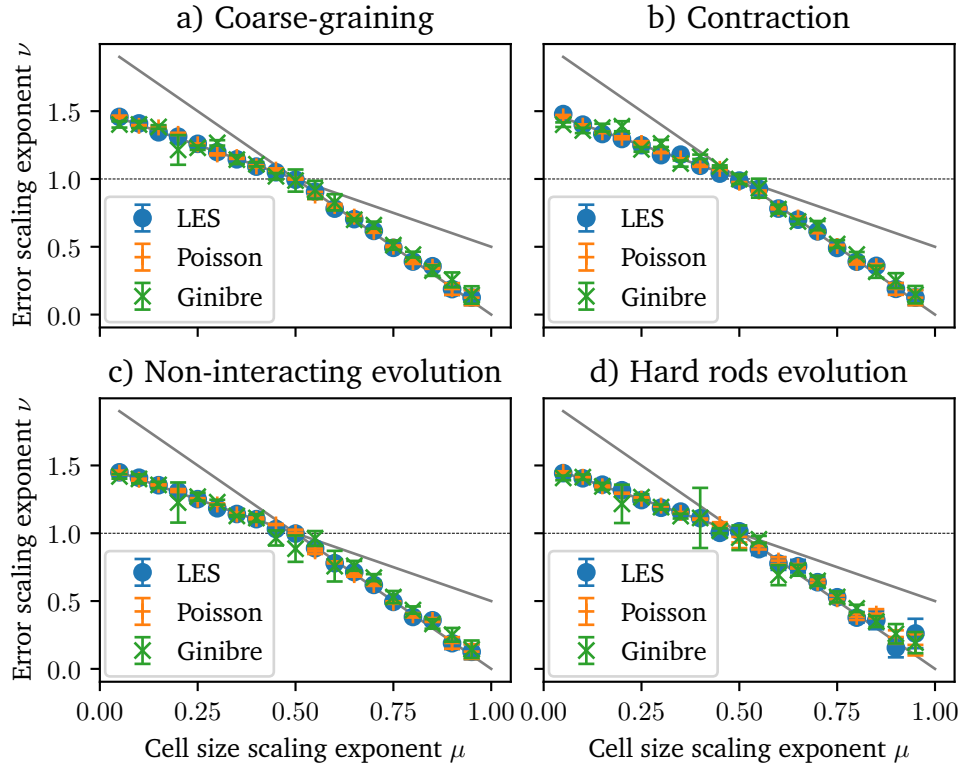 a) Coarse-graining
b) Contraction
Error scaling exponent ν
1.5
1.0
0.5
0.0
LES
Poisson
Ginibre
LES
Poisson
Ginibre
c) Non-interacting evolution
d) Hard rods evolution
Error scaling exponent ν
1.5
1.0
0.5
0.0
LES
Poisson
Ginibre
LES
Poisson
Ginibre
0.00 0.25 0.50 0.75 1.00
0.00 0.25 0.50 0.75 1.00
Cell size scaling exponent μ
Cell size scaling exponent μ